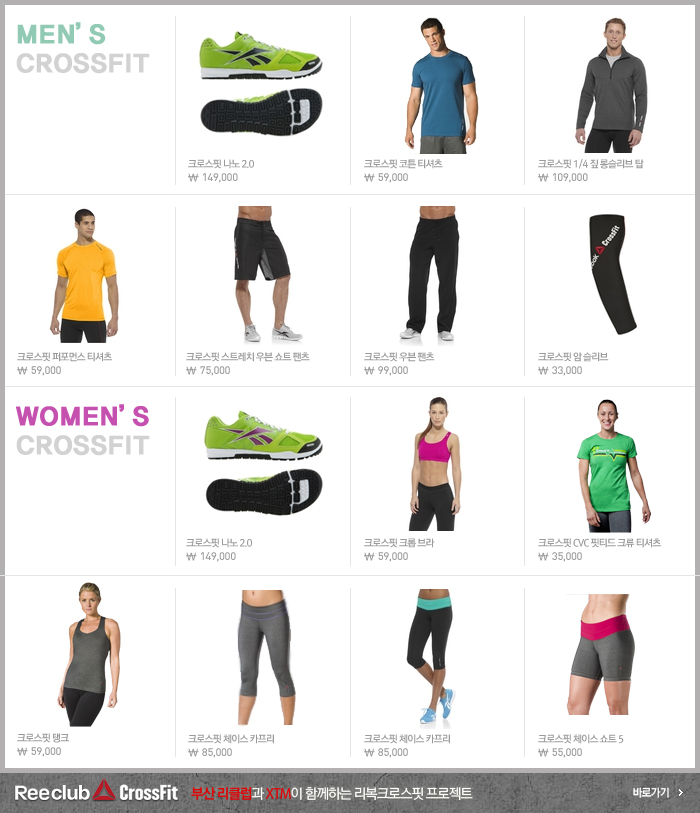 MEN'S
CROSSFIT
크로스핏 나노 2.0
₩ 149,000
크로스핏 코튼 티셔츠
₩ 59,000
크로스핏 1/4 짚 롱슬리브 탑
₩ 109,000
크로스핏 퍼포먼스 티셔츠
₩ 59,000
크로스핏 스트레치 우븐 쇼트 팬츠
₩ 75,000
크로스핏 우븐 팬츠
₩ 99,000
CrossFit
크로스핏 암 슬리브
₩ 33,000
WOMEN'S
CROSSFIT
크로스핏 나노 2.0
₩ 149,000
크로스핏 크롭 브라
₩ 59,000
크로스핏 CVC 핏티드 크류 티셔츠
₩ 35,000
크로스핏 탱크
₩ 59,000
크로스핏 체이스 카프리
₩ 85,000
크로스핏 체이스 카프리
₩ 85,000
크로스핏 체이스 쇼트 5
₩ 55,000
Reeclub CrossFit 부산 리클럽과 XTM이 함께하는 리복크로스핏 프로젝트 바로가기 >